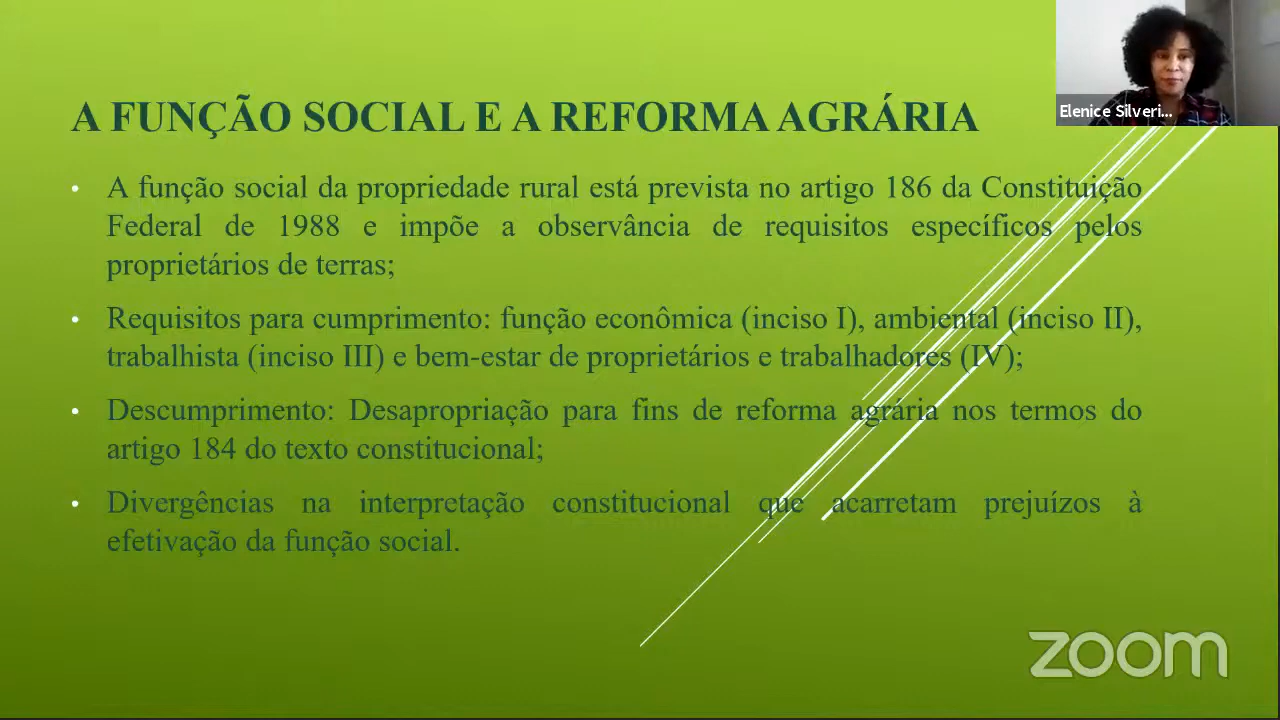 Elenice Silveri...
A FUNÇÃO SOCIAL E A REFORMA AGRÁRIA
• A função social da propriedade rural está prevista no artigo 186 da Constituição
Federal de 1988 e impõe a observância de requisitos específicos pelos
proprietários de terras;
• Requisitos para cumprimento: função econômica (inciso I), ambiental (inciso II),
trabalhista (inciso III) e bem-estar de proprietários e trabalhadores (IV);
• Descumprimento: Desapropriação para fins de reforma agrária nos termos do
artigo 184 do texto constitucional;
• Divergências na interpretação constitucional que acarretam prejuízos à
efetivação da função social.
zoom